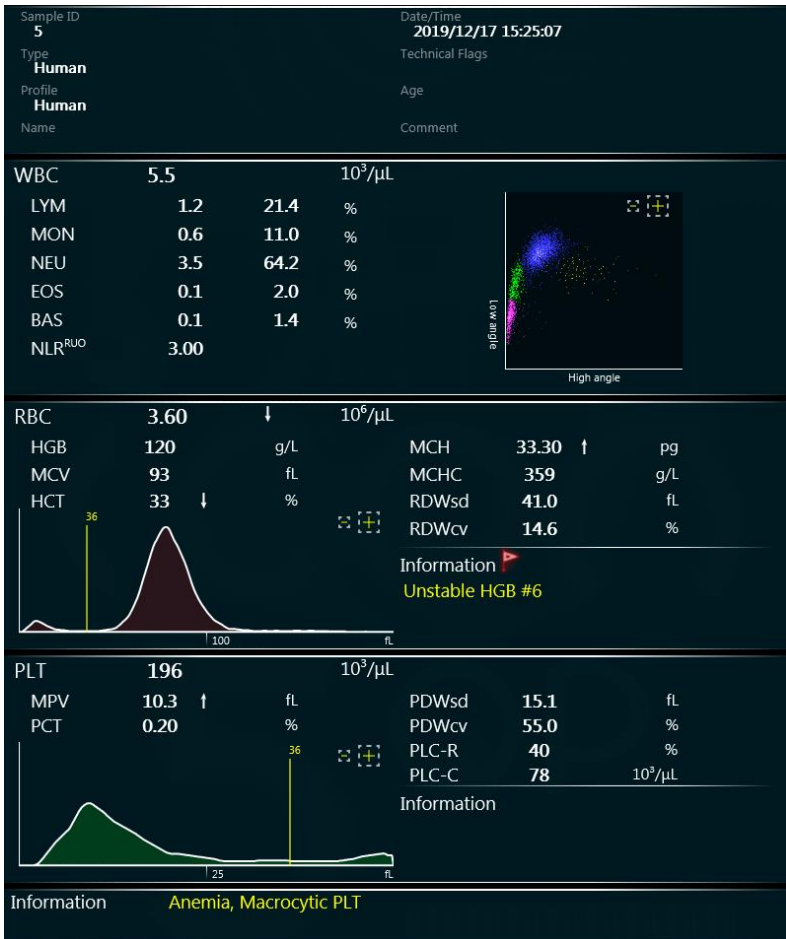 Sample ID
5
Date/Time
2019/12/17 15:25:07
Type
Human
Technical Flags
Profile
Human
Age
Name
Comment
WBC 5.5 10³/µL
LYM 1.2 21.4 %
MON 0.6 11.0 %
NEU 3.5 64.2 %
EOS 0.1 2.0 %
BAS 0.1 1.4 %
NLRᴿᵁᴼ 3.00
Low angle
High angle
RBC 3.60 ↓ 10⁶/µL
HGB 120 g/L
MCV 93 fL
HCT 33 ↓ %
36
100 fL
MCH 33.30 ↑ pg
MCHC 359 g/L
RDWsd 41.0 fL
RDWcv 14.6 %
Information
Unstable HGB #6
PLT 196 10³/µL
MPV 10.3 ↑ fL
PCT 0.20 %
36
25 fL
PDWsd 15.1 fL
PDWcv 55.0 %
PLC-R 40 %
PLC-C 78 10³/µL
Information
Information Anemia, Macrocytic PLT